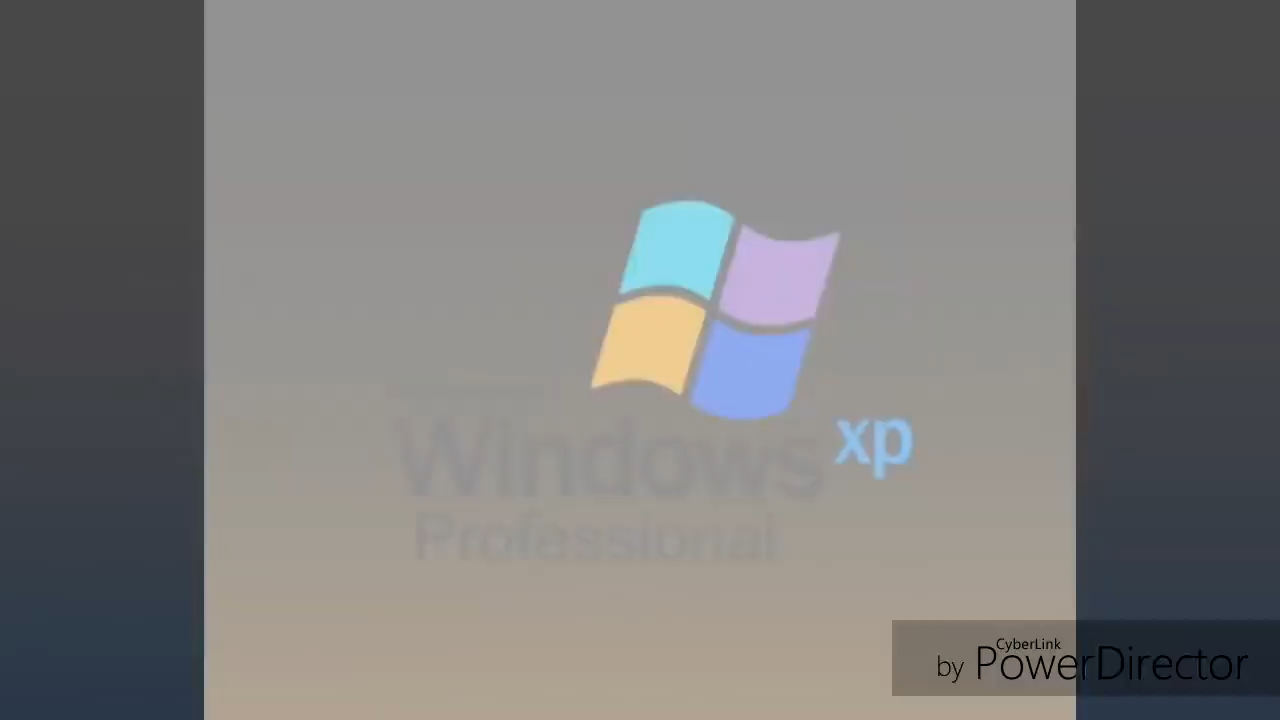 xp
Windows
Professional
CyberLink
by PowerDirector